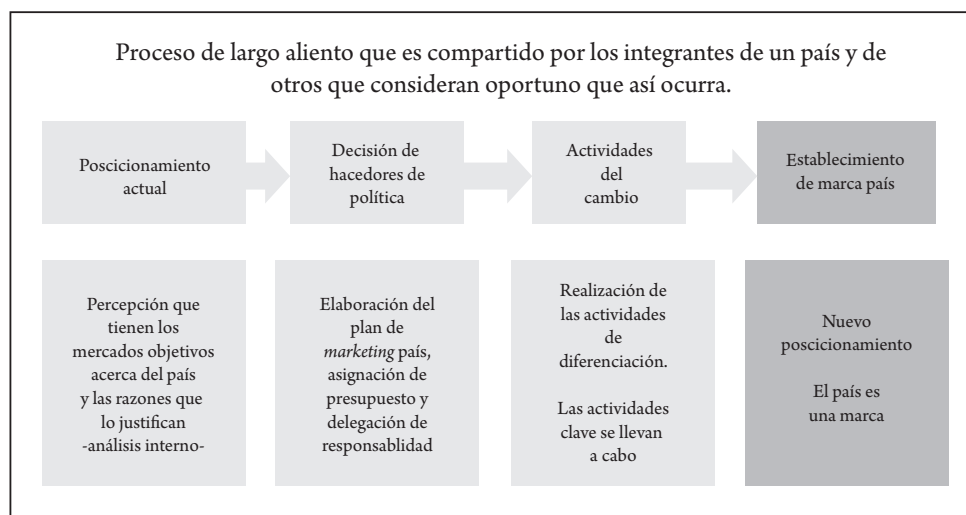 Proceso de largo aliento que es compartido por los integrantes de un país y de
otros que consideran oportuno que así ocurra.
Poscicionamiento
actual
Decisión de
hacedores de
política
Actividades
del
cambio
Establecimiento
de marca país
Percepción que
tienen los
mercados objetivos
acerca del país
y las razones que
lo justifican
-análisis interno-
Elaboración del
plan de
marketing país,
asignación de
presupuesto y
delegación de
responsablidad
Realización de
las actividades
de
diferenciación.
Las actividades
clave se llevan
a cabo
Nuevo
poscicionamiento
El país es
una marca